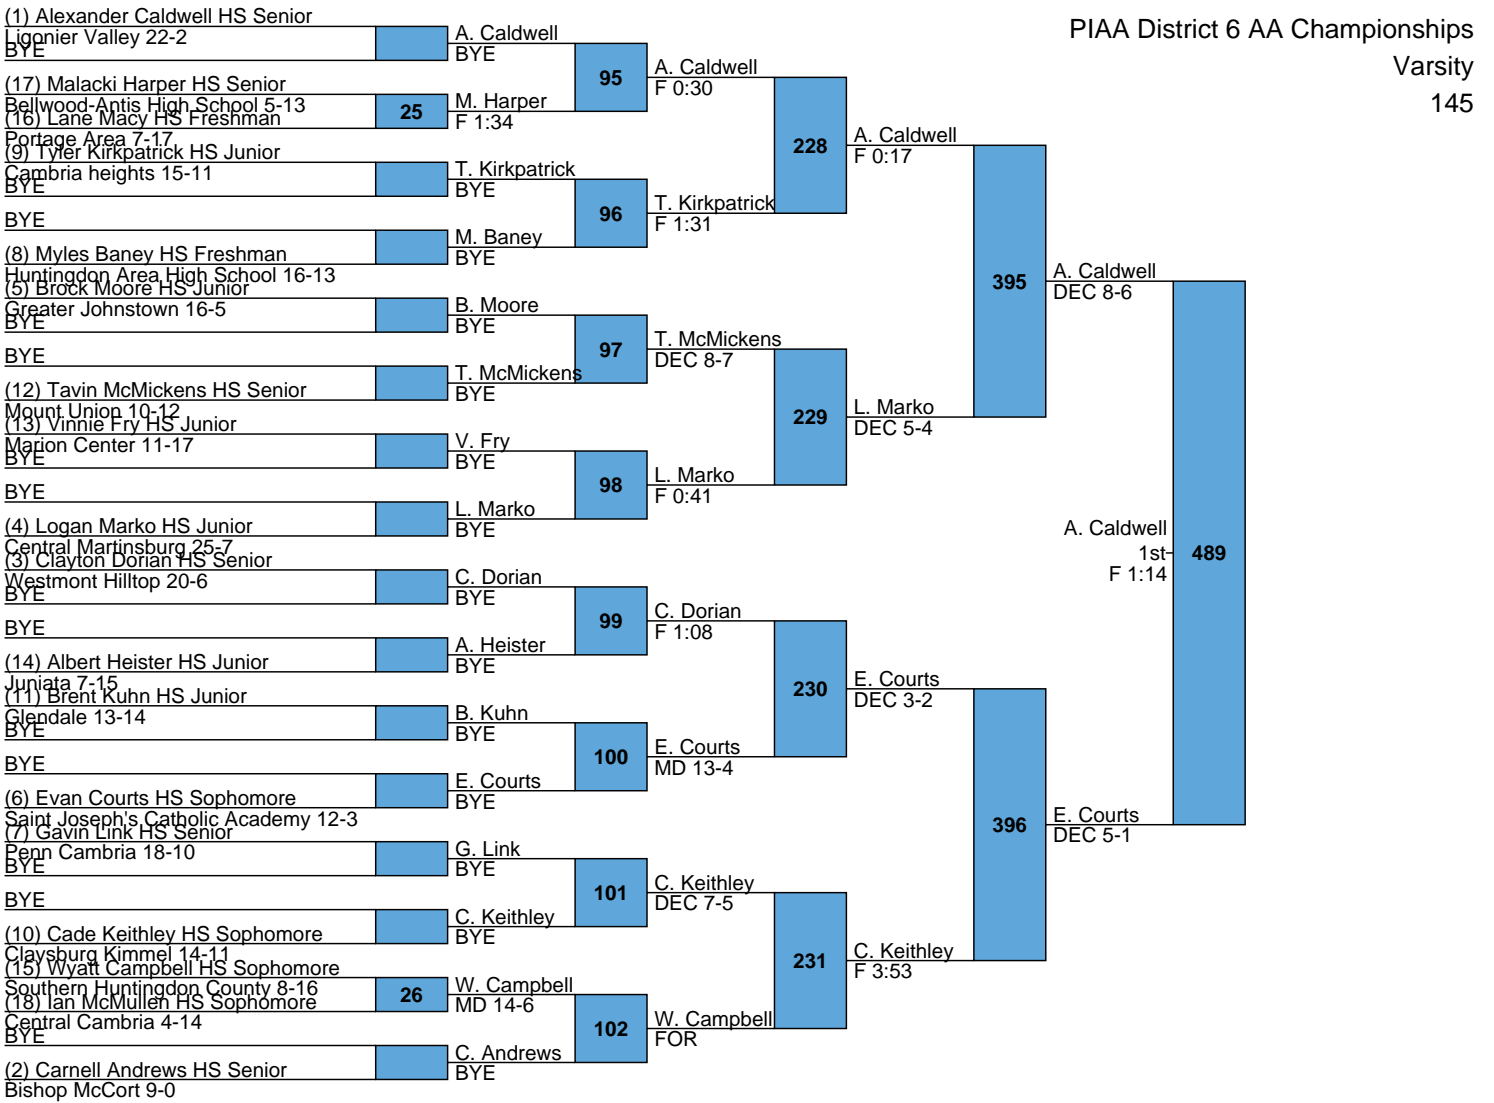 PIAA District 6 AA Championships
Varsity
145
(1) Alexander Caldwell HS Senior
Ligonier Valley 22-2
BYE
(17) Malacki Harper HS Senior
Bellwood-Antis High School 5-13
(16) Lane Macy HS Freshman
Portage Area 7-17
(9) Tyler Kirkpatrick HS Junior
Cambria heights 15-11
BYE
BYE
(8) Myles Baney HS Freshman
Huntingdon Area High School 16-13
(5) Brock Moore HS Junior
Greater Johnstown 16-5
BYE
BYE
(12) Tavin McMickens HS Senior
Mount Union 10-12
(13) Vinnie Fry HS Junior
Marion Center 11-17
BYE
BYE
(4) Logan Marko HS Junior
Central Martinsburg 25-7
(3) Clayton Dorian HS Senior
Westmont Hilltop 20-6
BYE
BYE
(14) Albert Heister HS Junior
Juniata 7-15
(11) Brent Kuhn HS Junior
Glendale 13-14
BYE
BYE
(6) Evan Courts HS Sophomore
Saint Joseph's Catholic Academy 12-3
(7) Gavin Link HS Senior
Penn Cambria 18-10
BYE
BYE
(10) Cade Keithley HS Sophomore
Claysburg Kimmel 14-11
(15) Wyatt Campbell HS Sophomore
Southern Huntingdon County 8-16
(18) Ian McMullen HS Sophomore
Central Cambria 4-14
BYE
(2) Carnell Andrews HS Senior
Bishop McCort 9-0
25
26
A. Caldwell
BYE
M. Harper
F 1:34
T. Kirkpatrick
BYE
M. Baney
BYE
B. Moore
BYE
T. McMickens
BYE
V. Fry
BYE
L. Marko
BYE
C. Dorian
BYE
A. Heister
BYE
B. Kuhn
BYE
E. Courts
BYE
G. Link
BYE
C. Keithley
BYE
W. Campbell
MD 14-6
C. Andrews
BYE
95
96
97
98
99
100
101
102
A. Caldwell
F 0:30
T. Kirkpatrick
F 1:31
T. McMickens
DEC 8-7
L. Marko
F 0:41
C. Dorian
F 1:08
E. Courts
MD 13-4
C. Keithley
DEC 7-5
W. Campbell
FOR
228
229
230
231
A. Caldwell
F 0:17
L. Marko
DEC 5-4
E. Courts
DEC 3-2
C. Keithley
F 3:53
395
396
A. Caldwell
DEC 8-6
E. Courts
DEC 5-1
A. Caldwell
1st
F 1:14
489